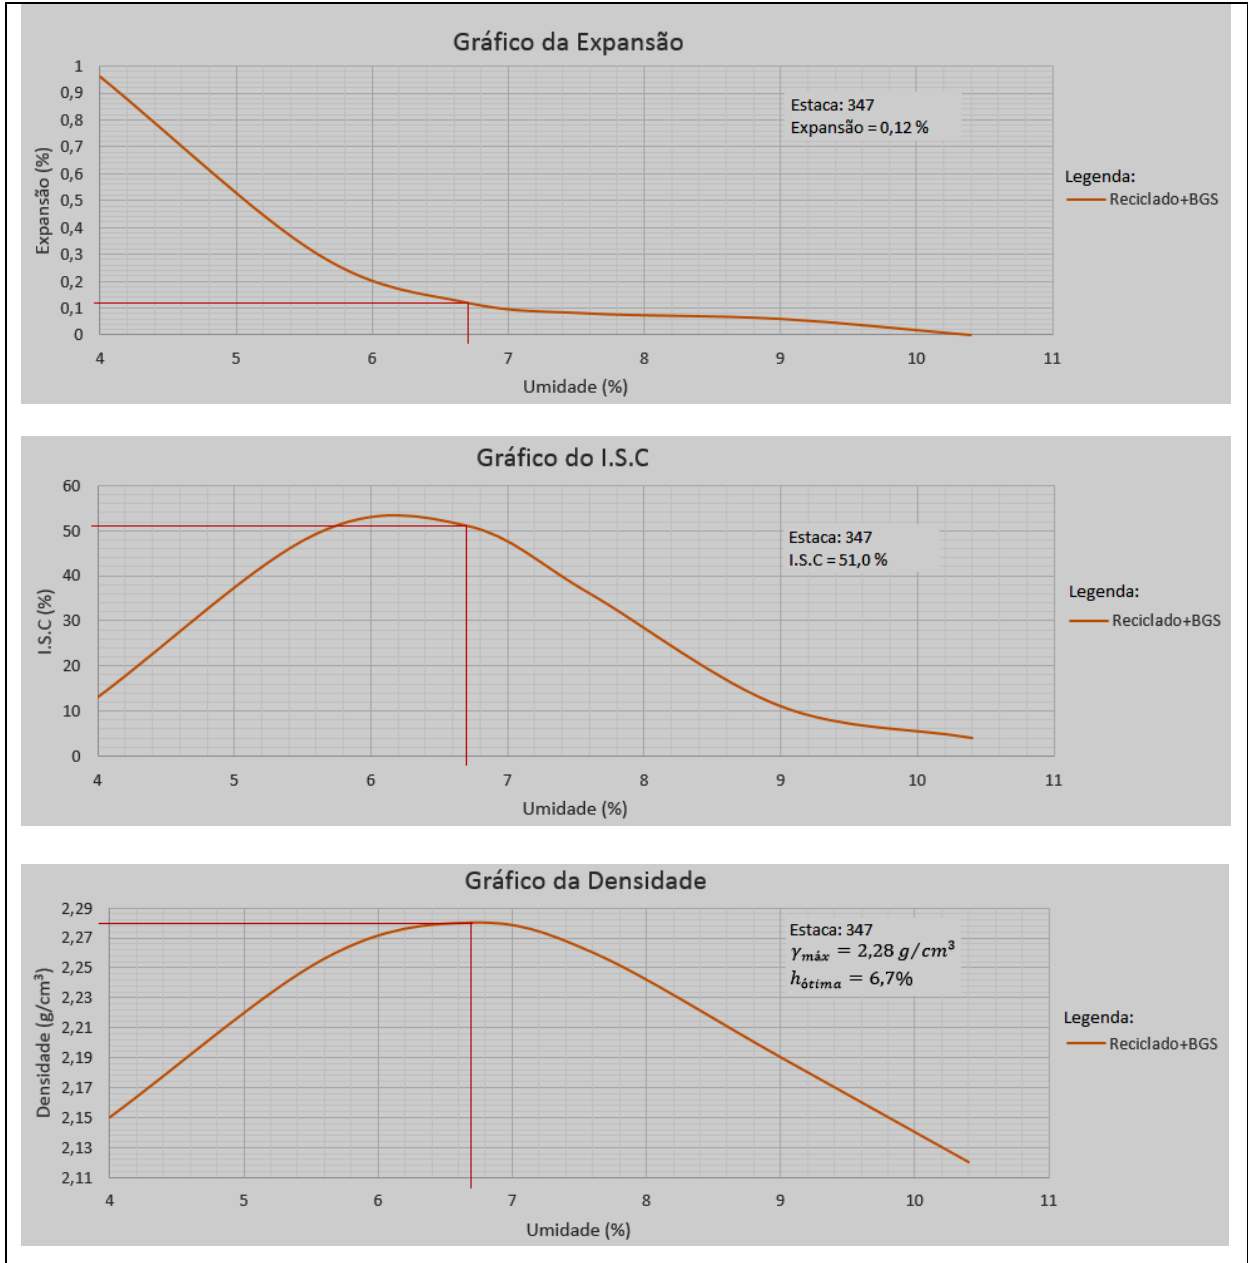 Gráfico da Expansão
1
0,9
0,8
0,7
0,6
0,5
0,4
0,3
0,2
0,1
0
Expansão (%)
4 5 6 7 8 9 10 11
Umidade (%)
Estaca: 347
Expansão = 0,12 %
Legenda:
Reciclado+BGS
Gráfico do I.S.C
60
50
40
30
20
10
0
I.S.C (%)
4 5 6 7 8 9 10 11
Umidade (%)
Estaca: 347
I.S.C = 51,0 %
Legenda:
Reciclado+BGS
Gráfico da Densidade
2,29
2,27
2,25
2,23
2,21
2,19
2,17
2,15
2,13
2,11
Densidade (g/cm³)
4 5 6 7 8 9 10 11
Umidade (%)
Estaca: 347
γmáx = 2,28 g/cm³
hótima = 6,7%
Legenda:
Reciclado+BGS